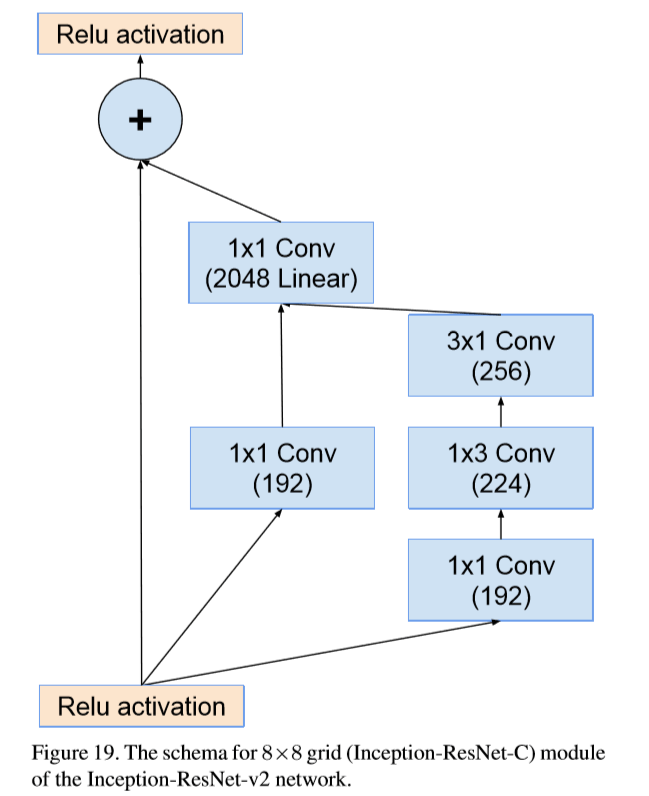 Relu activation
+
1x1 Conv
(2048 Linear)
3x1 Conv
(256)
1x1 Conv
(192)
1x3 Conv
(224)
1x1 Conv
(192)
Relu activation
Figure 19. The schema for 8×8 grid (Inception-ResNet-C) module
of the Inception-ResNet-v2 network.